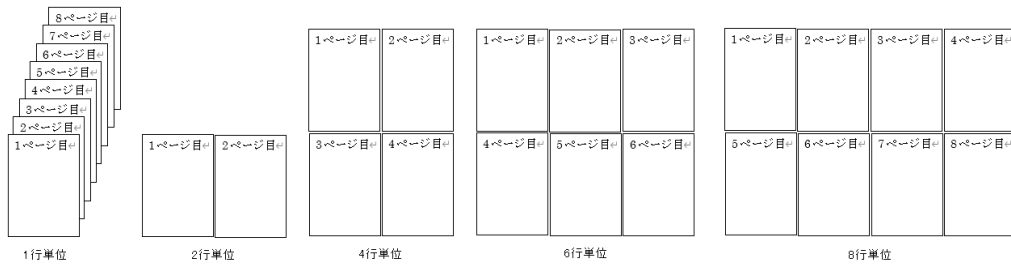 8ページ目↵
7ページ目↵
6ページ目↵
5ページ目↵
4ページ目↵
3ページ目↵
2ページ目↵
1ページ目↵
1行単位
1ページ目↵ 2ページ目↵
2行単位
1ページ目↵ 2ページ目↵
3ページ目↵ 4ページ目↵
4行単位
1ページ目↵ 2ページ目↵ 3ページ目↵
4ページ目↵ 5ページ目↵ 6ページ目↵
6行単位
1ページ目↵ 2ページ目↵ 3ページ目↵ 4ページ目↵
5ページ目↵ 6ページ目↵ 7ページ目↵ 8ページ目↵
8行単位